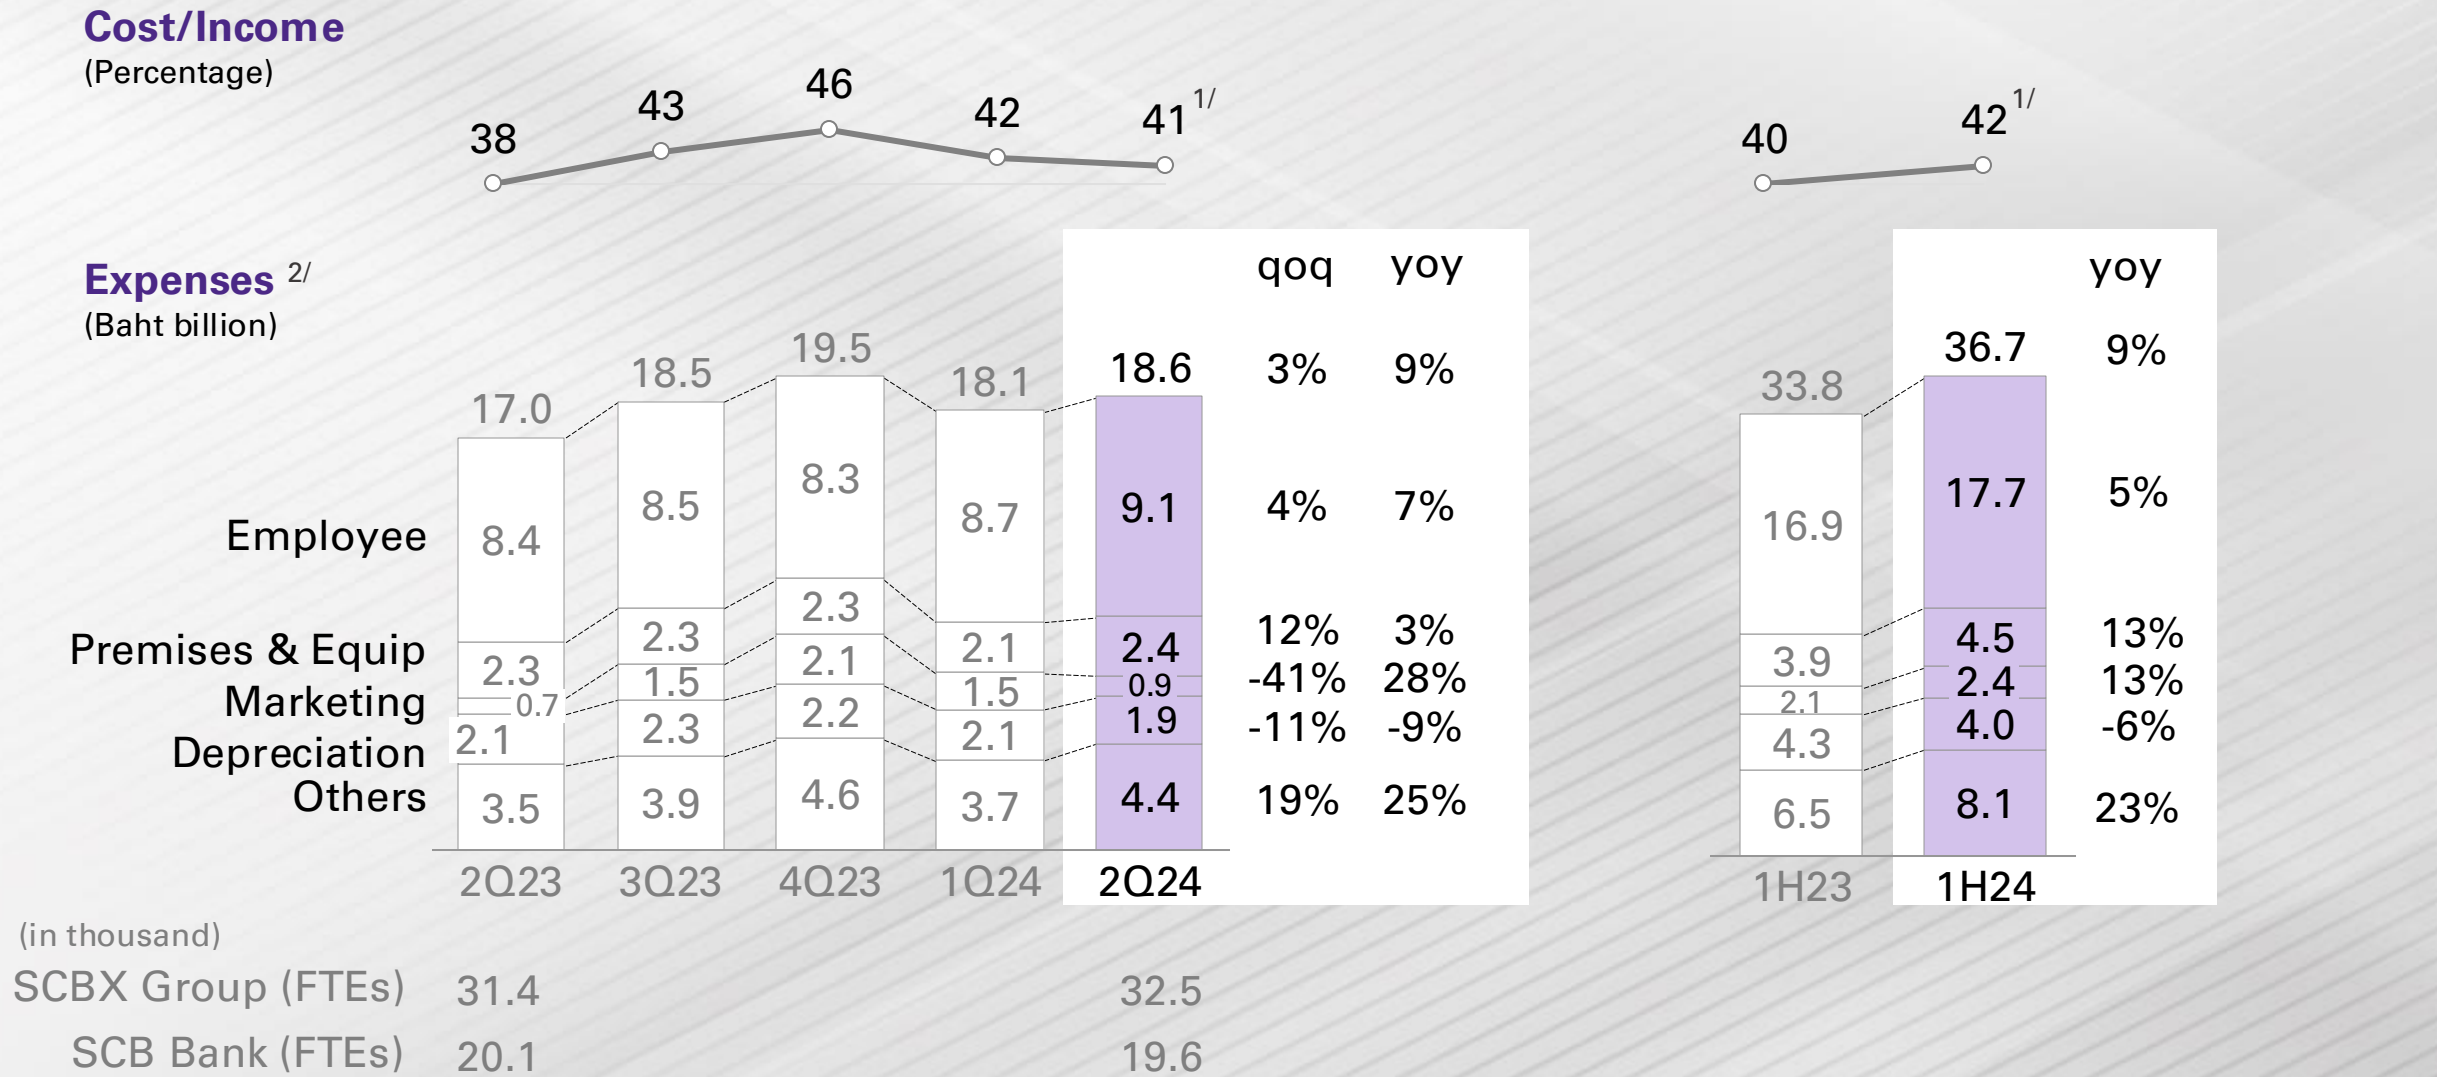 Cost/Income
(Percentage)
38 43 46 42 41 1/ 40 42 1/
Expenses 2/
(Baht billion)
qoq yoy yoy
17.0 18.5 19.5 18.1 18.6 3% 9% 33.8 36.7 9%
Employee 8.4 8.5 8.3 8.7 9.1 4% 7% 16.9 17.7 5%
Premises & Equip 2.3 2.3 2.3 2.1 2.4 12% 3% 3.9 4.5 13%
Marketing 0.7 1.5 2.1 1.5 0.9 -41% 28% 2.1 2.4 13%
Depreciation 2.1 2.3 2.2 2.1 1.9 -11% -9% 4.3 4.0 -6%
Others 3.5 3.9 4.6 3.7 4.4 19% 25% 6.5 8.1 23%
2Q23 3Q23 4Q23 1Q24 2Q24 1H23 1H24
(in thousand)
SCBX Group (FTEs) 31.4 32.5
SCB Bank (FTEs) 20.1 19.6